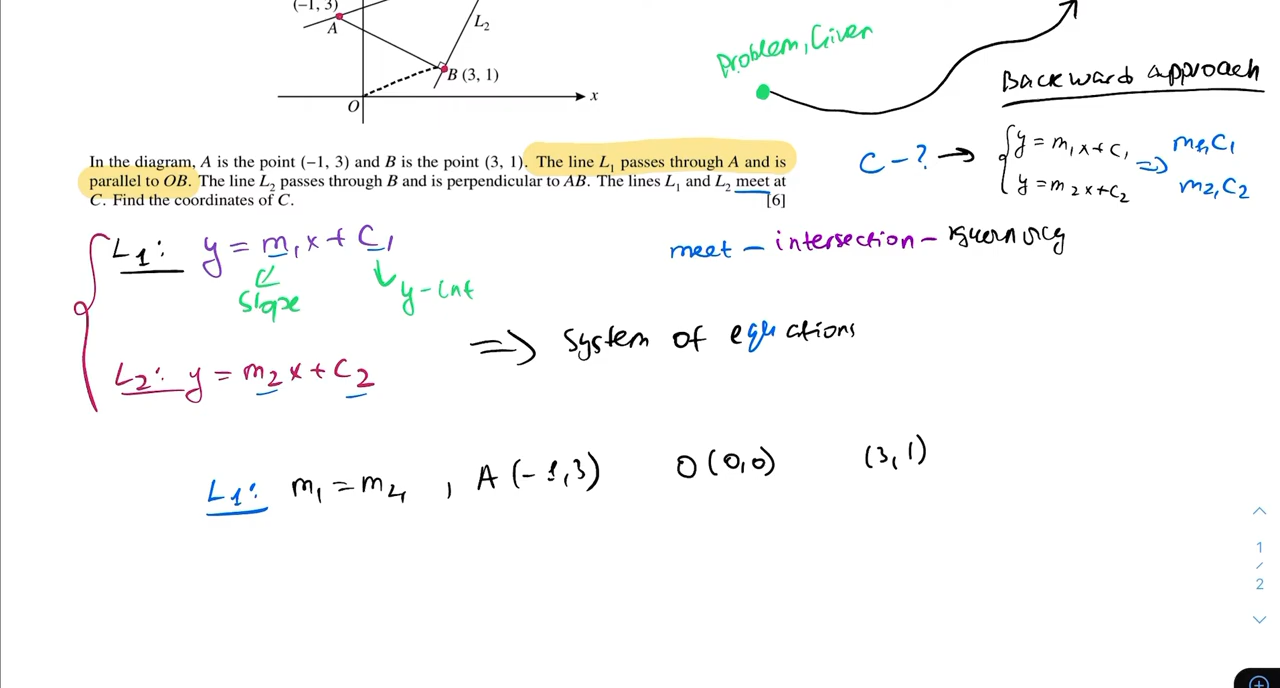 (−1, 3)
A
L2
B (3, 1)
O
x
Problem, Given
Backward approach
In the diagram, A is the point (−1, 3) and B is the point (3, 1). The line L1 passes through A and is
parallel to OB. The line L2 passes through B and is perpendicular to AB. The lines L1 and L2 meet at
C. Find the coordinates of C. [6]
C - ? →
y = m1x + c1
y = m2x + c2
⇒
m1, C1
m2, C2
meet - intersection -
L1: y = m1x + C1
slope
y - int
⇒ system of equations
L2: y = m2x + C2
L1: m1 = m2, A (-1,3) O (0,0) (3,1)
1
/
2